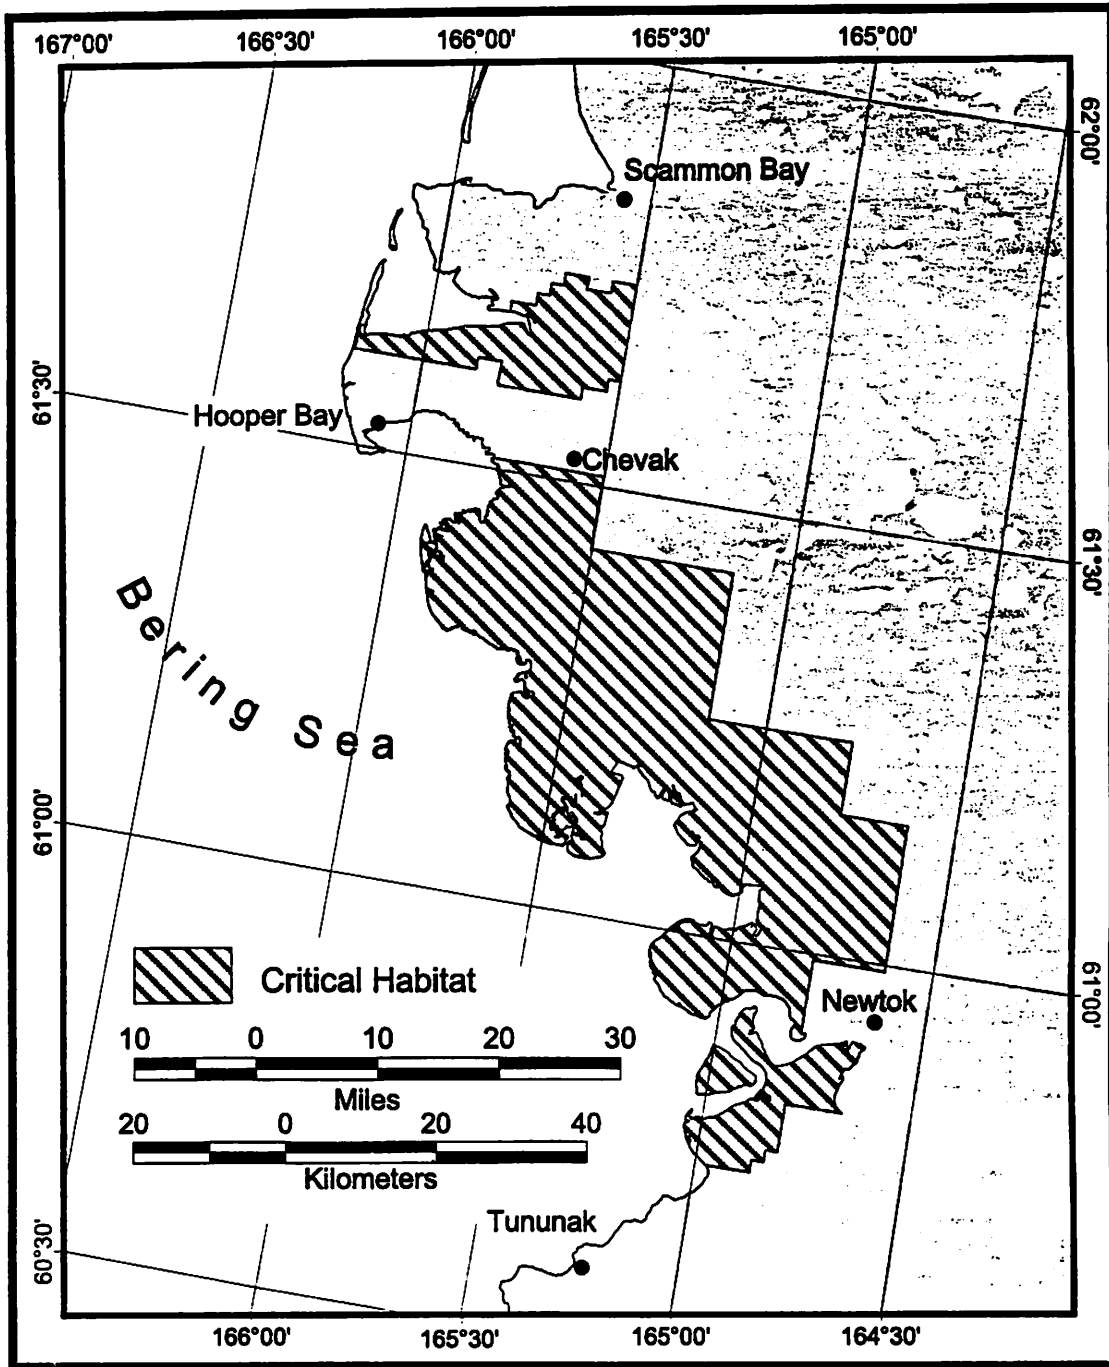 167°00' 166°30' 166°00' 165°30' 165°00'
62°00'
Scammon Bay
61°30'
Hooper Bay
Chevak
61°30'
Bering Sea
61°00'
Critical Habitat
Newtok
61°00'
10 0 10 20 30
Miles
20 0 20 40
Kilometers
Tununak
60°30'
166°00' 165°30' 165°00' 164°30'